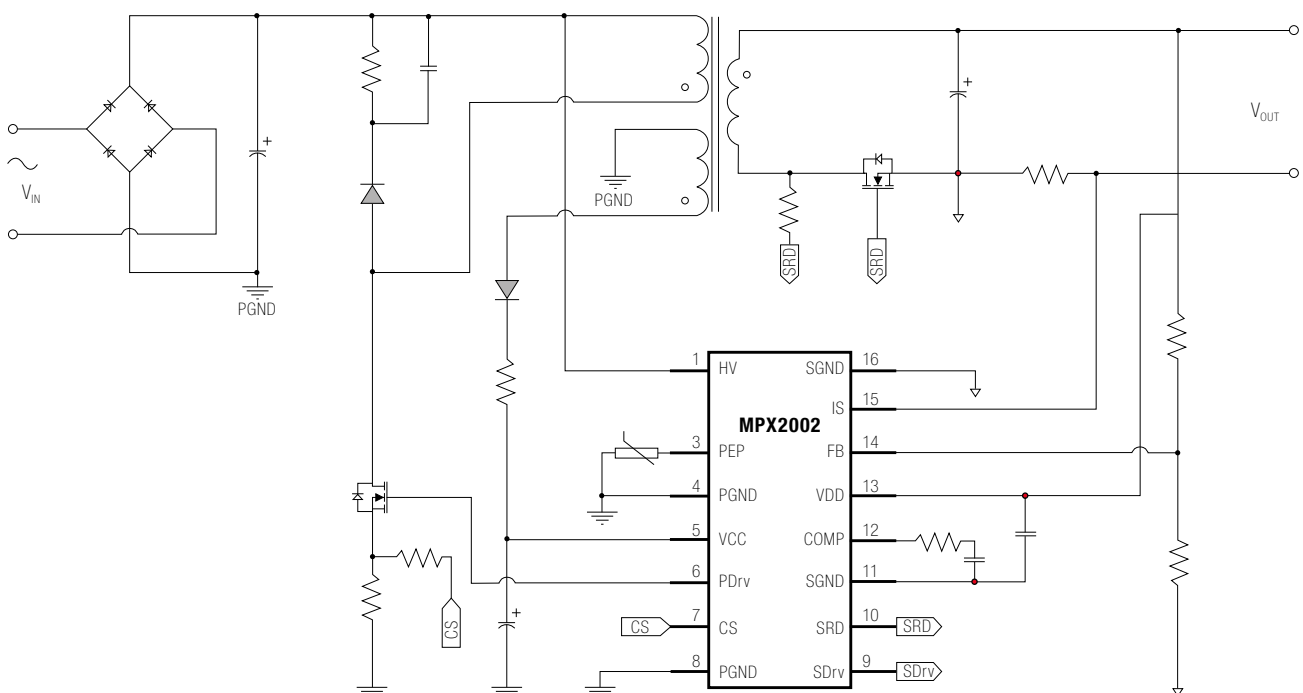 V_IN
PGND
PGND
SRD
SRD
V_OUT
CS
MPX2002
1 HV
3 PEP
4 PGND
5 VCC
6 PDrv
CS 7 CS
8 PGND
SGND 16
IS 15
FB 14
VDD 13
COMP 12
SGND 11
SRD 10 SRD
SDrv 9 SDrv